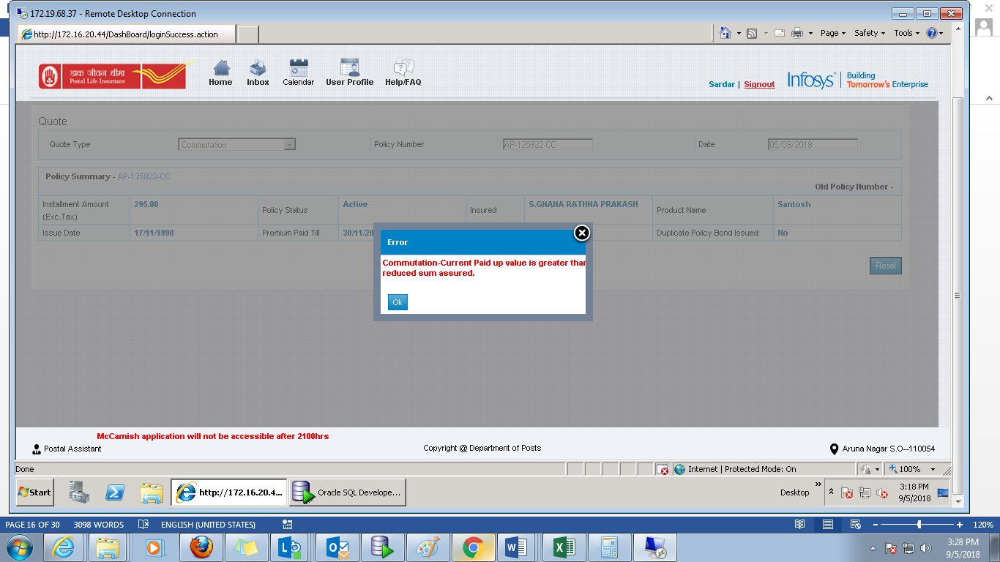 172.19.68.37 - Remote Desktop Connection
http://172.16.20.44/DashBoard/loginSuccess.action
Page Safety Tools
डाक जीवन बीमा
Postal Life Insurance
Home Inbox Calendar User Profile Help/FAQ
Sardar | Signout
Infosys | Building
Tomorrow's Enterprise
Quote
Quote Type Commutation Policy Number AP-125822-CC Date 05/09/2018
Policy Summary - AP-125822-CC
Old Policy Number -
Installment Amount (Exc.Tax) 295.00 Policy Status Active Insured S.GNANA RATHNA PRAKASH Product Name Santosh
Issue Date 17/11/1998 Premium Paid Till 30/11/20 Duplicate Policy Bond Issued: No
Error
Commutation-Current Paid up value is greater than
reduced sum assured.
Ok
Reset
McCamish application will not be accessible after 2100hrs
Postal Assistant Copyright @ Department of Posts Aruna Nagar S.O--110054
Done Internet | Protected Mode: On 100%
Start http://172.16.20.4... Oracle SQL Develope... Desktop 3:18 PM
9/5/2018
PAGE 16 OF 30 3098 WORDS ENGLISH (UNITED STATES) 120%
3:28 PM
9/5/2018